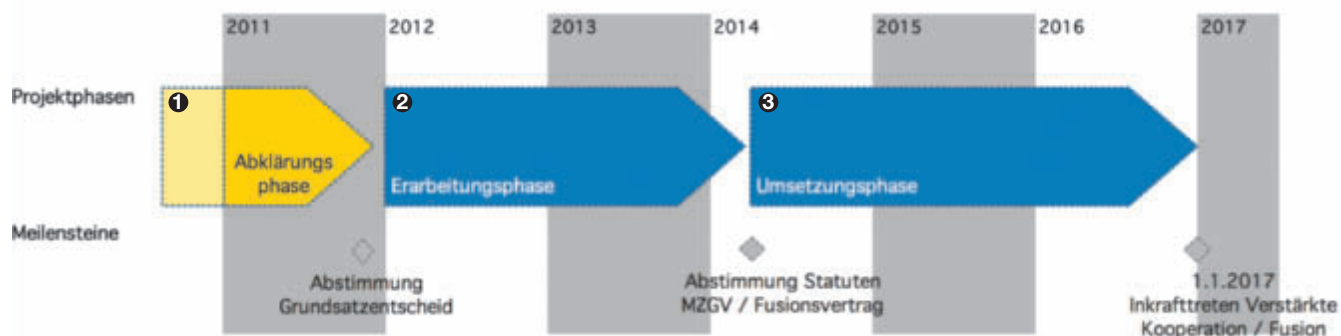 2011 2012 2013 2014 2015 2016 2017
Projektphasen
❶ ❷ ❸
Abklärungs
phase
Erarbeitungsphase
Umsetzungsphase
Meilensteine
Abstimmung
Grundsatzentscheid
Abstimmung Statuten
MZGV / Fusionsvertrag
1.1.2017
Inkrafttreten Verstärkte
Kooperation / Fusion